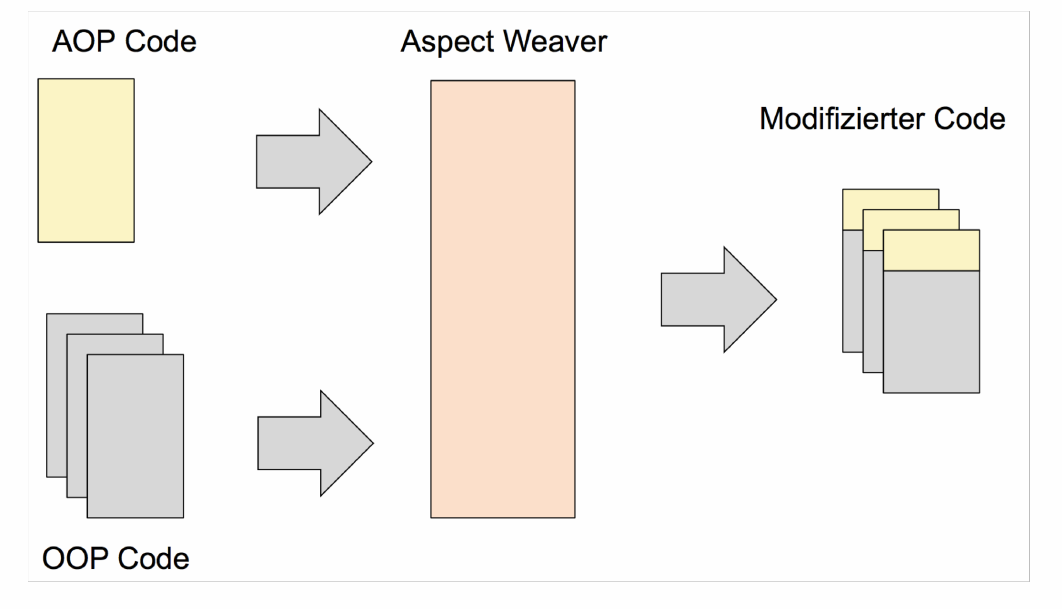 AOP Code
Aspect Weaver
Modifizierter Code
OOP Code